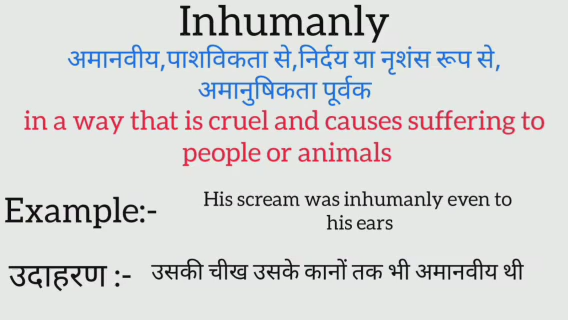 Inhumanly
अमानवीय,पाशविकता से,निर्दय या नृशंस रूप से,
अमानुषिकता पूर्वक
in a way that is cruel and causes suffering to
people or animals
Example:- His scream was inhumanly even to
his ears
उदाहरण :- उसकी चीख उसके कानों तक भी अमानवीय थी